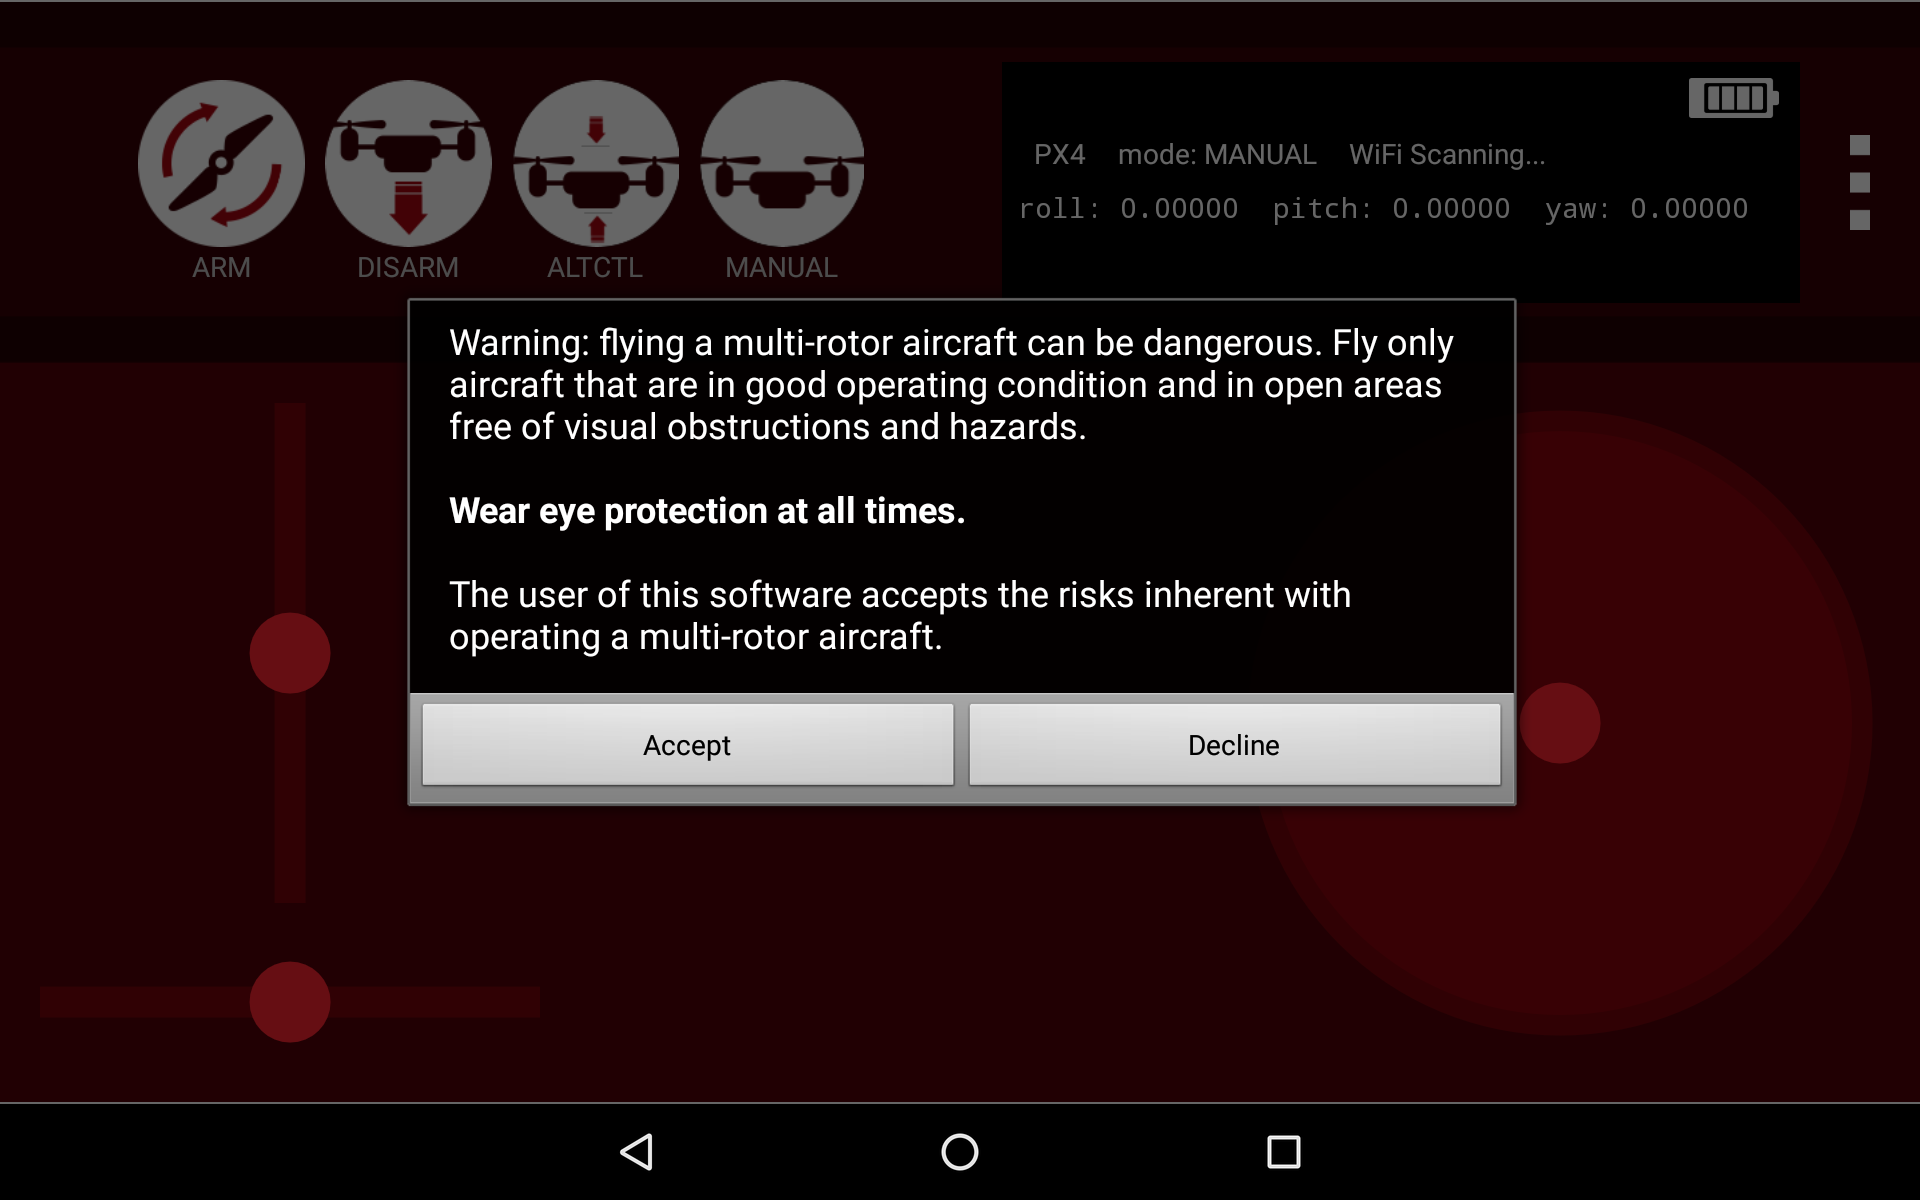 PX4 mode: MANUAL WiFi Scanning...
roll: 0.00000 pitch: 0.00000 yaw: 0.00000
ARM DISARM ALTCTL MANUAL
Warning: flying a multi-rotor aircraft can be dangerous. Fly only
aircraft that are in good operating condition and in open areas
free of visual obstructions and hazards.
Wear eye protection at all times.
The user of this software accepts the risks inherent with
operating a multi-rotor aircraft.
Accept Decline